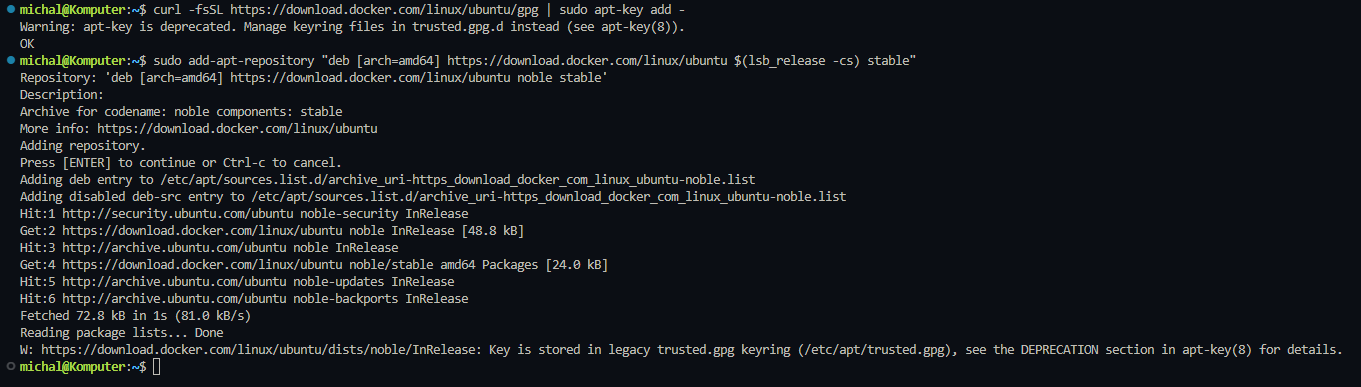 michal@Komputer:~$ curl -fsSL https://download.docker.com/linux/ubuntu/gpg | sudo apt-key add -
Warning: apt-key is deprecated. Manage keyring files in trusted.gpg.d instead (see apt-key(8)).
OK
michal@Komputer:~$ sudo add-apt-repository "deb [arch=amd64] https://download.docker.com/linux/ubuntu $(lsb_release -cs) stable"
Repository: 'deb [arch=amd64] https://download.docker.com/linux/ubuntu noble stable'
Description:
Archive for codename: noble components: stable
More info: https://download.docker.com/linux/ubuntu
Adding repository.
Press [ENTER] to continue or Ctrl-c to cancel.
Adding deb entry to /etc/apt/sources.list.d/archive_uri-https_download_docker_com_linux_ubuntu-noble.list
Adding disabled deb-src entry to /etc/apt/sources.list.d/archive_uri-https_download_docker_com_linux_ubuntu-noble.list
Hit:1 http://security.ubuntu.com/ubuntu noble-security InRelease
Get:2 https://download.docker.com/linux/ubuntu noble InRelease [48.8 kB]
Hit:3 http://archive.ubuntu.com/ubuntu noble InRelease
Get:4 https://download.docker.com/linux/ubuntu noble/stable amd64 Packages [24.0 kB]
Hit:5 http://archive.ubuntu.com/ubuntu noble-updates InRelease
Hit:6 http://archive.ubuntu.com/ubuntu noble-backports InRelease
Fetched 72.8 kB in 1s (81.0 kB/s)
Reading package lists... Done
W: https://download.docker.com/linux/ubuntu/dists/noble/InRelease: Key is stored in legacy trusted.gpg keyring (/etc/apt/trusted.gpg), see the DEPRECATION section in apt-key(8) for details.
michal@Komputer:~$